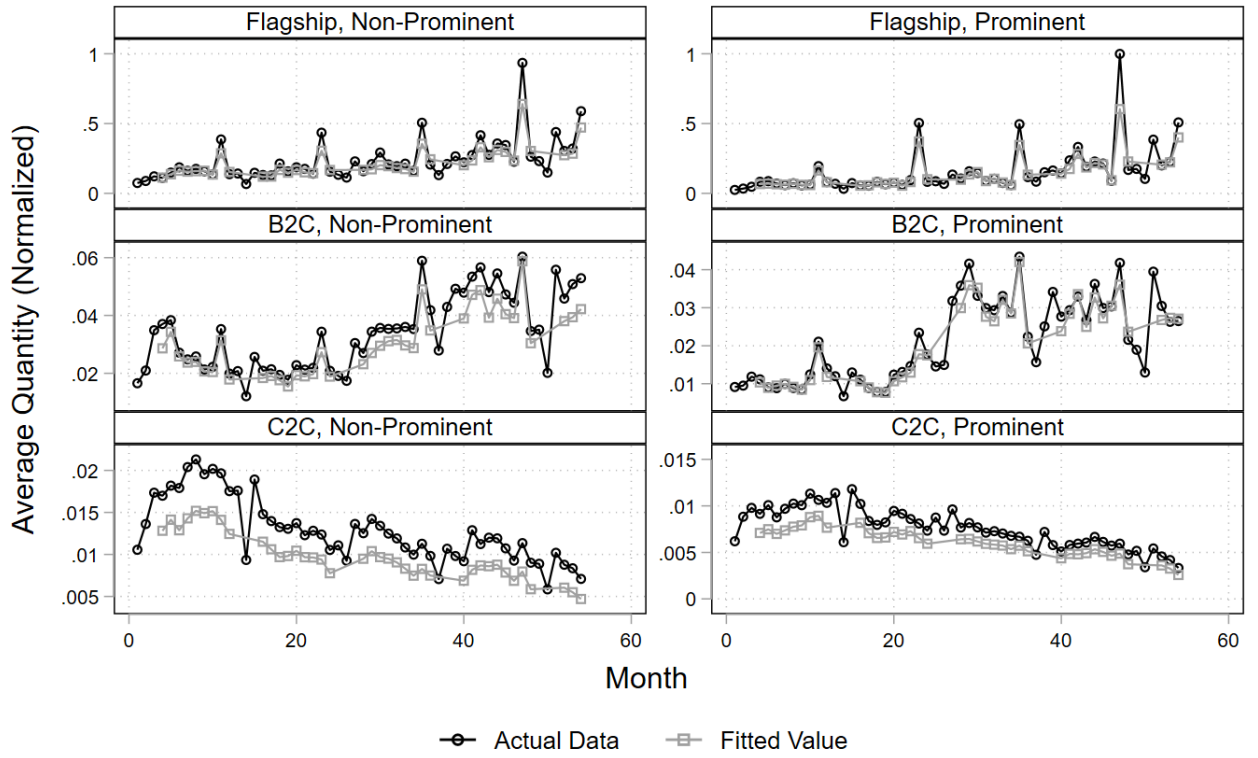 Flagship, Non-Prominent
Flagship, Prominent
1
.5
0
1
.5
0
B2C, Non-Prominent
B2C, Prominent
.06
.04
.02
.04
.03
.02
.01
C2C, Non-Prominent
C2C, Prominent
.02
.015
.01
.005
.015
.01
.005
0
0 20 40 60
0 20 40 60
Average Quantity (Normalized)
Month
Actual Data
Fitted Value